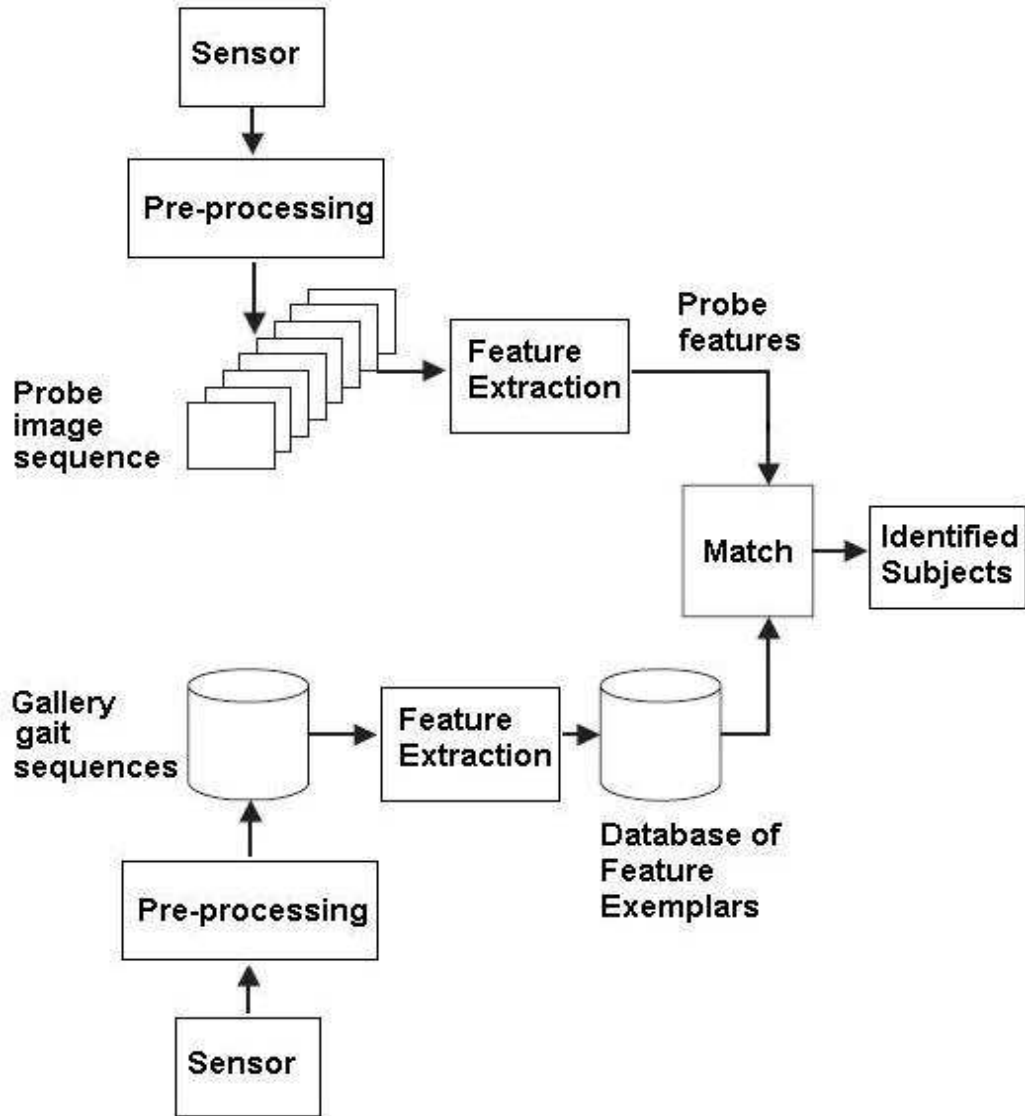 Sensor
Pre-processing
Probe
image
sequence
Feature
Extraction
Probe
features
Match
Identified
Subjects
Gallery
gait
sequences
Feature
Extraction
Database of
Feature
Exemplars
Pre-processing
Sensor